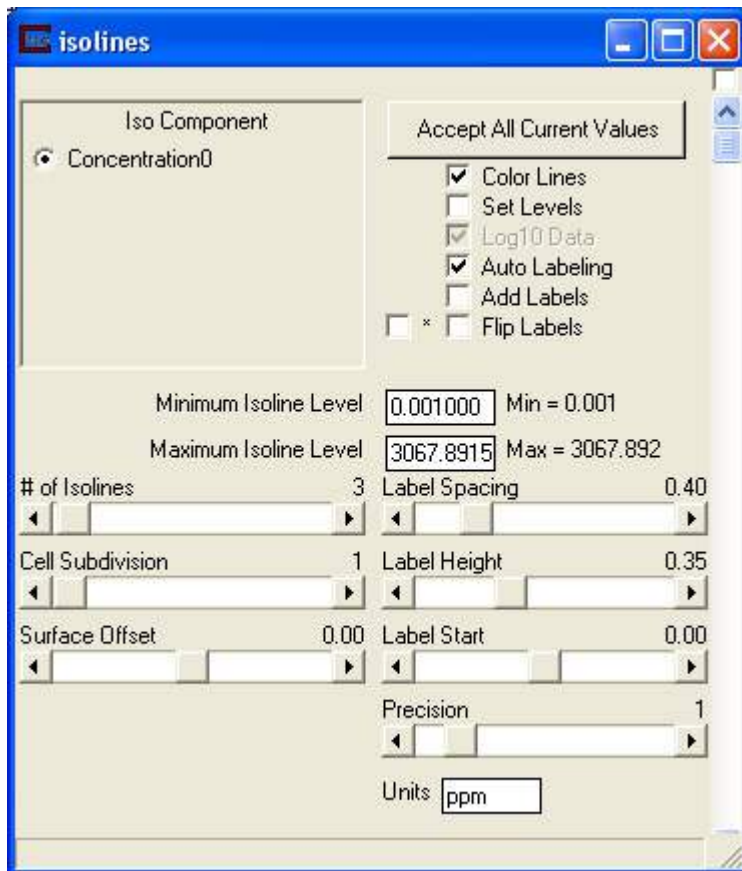 isolines
Iso Component
Concentration0
Accept All Current Values
Color Lines
Set Levels
Log10 Data
Auto Labeling
Add Labels
* Flip Labels
Minimum Isoline Level 0.001000 Min = 0.001
Maximum Isoline Level 3067.8915 Max = 3067.892
# of Isolines 3 Label Spacing 0.40
Cell Subdivision 1 Label Height 0.35
Surface Offset 0.00 Label Start 0.00
Precision 1
Units ppm